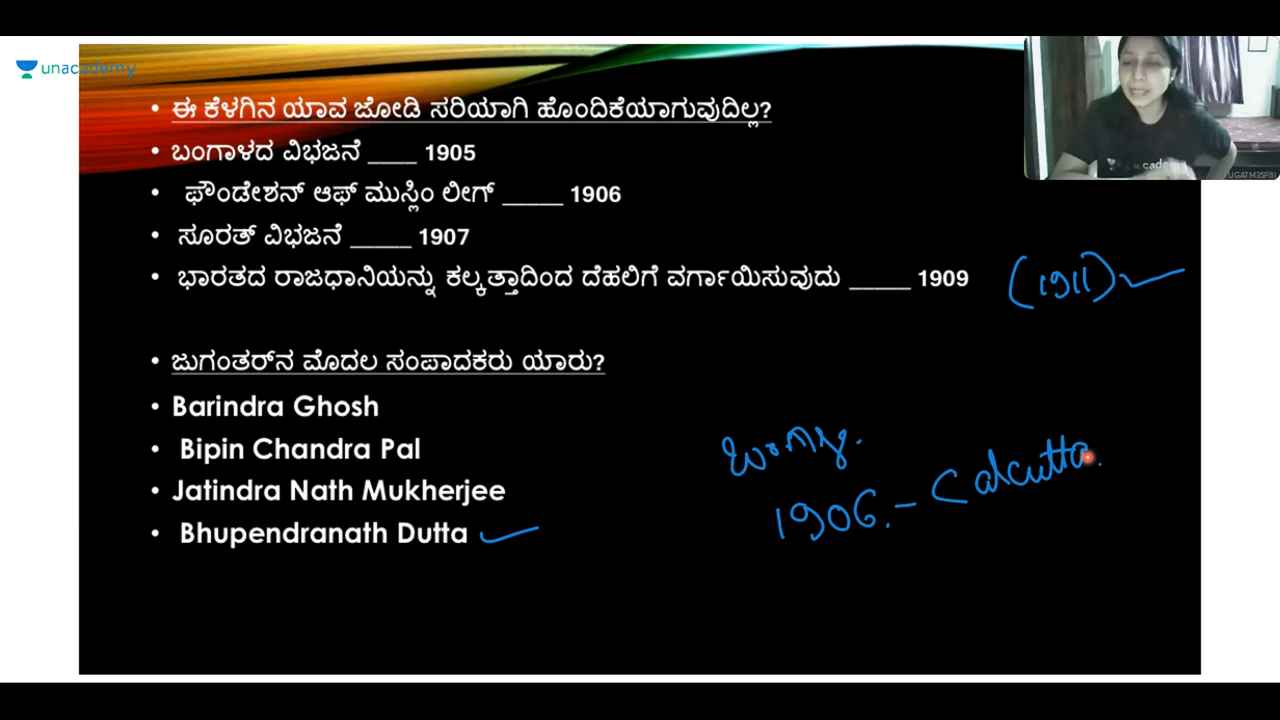 unacademy
• ಈ ಕೆಳಗಿನ ಯಾವ ಜೋಡಿ ಸರಿಯಾಗಿ ಹೊಂದಿಕೆಯಾಗುವುದಿಲ್ಲ?
• ಬಂಗಾಳದ ವಿಭಜನೆ ____ 1905
• ಫೌಂಡೇಶನ್ ಆಫ್ ಮುಸ್ಲಿಂ ಲೀಗ್ _____ 1906
• ಸೂರತ್ ವಿಭಜನೆ _____ 1907
• ಭಾರತದ ರಾಜಧಾನಿಯನ್ನು ಕಲ್ಕತ್ತಾದಿಂದ ದೆಹಲಿಗೆ ವರ್ಗಾಯಿಸುವುದು _____ 1909 (1911)
• ಜುಗಂತರ್‌ನ ಮೊದಲ ಸಂಪಾದಕರು ಯಾರು?
• Barindra Ghosh
• Bipin Chandra Pal
• Jatindra Nath Mukherjee
• Bhupendranath Dutta
1906. - Calcutta.
UGATM3SP8I